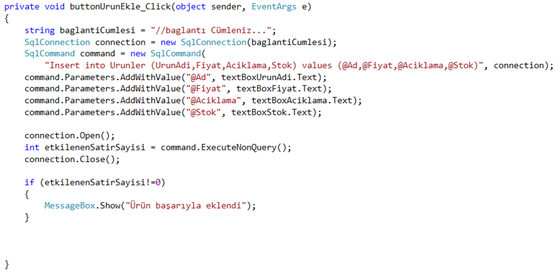 private void buttonUrunEkle_Click(object sender, EventArgs e)
{
string baglantiCumlesi = "//baglantı Cümleniz...";
SqlConnection connection = new SqlConnection(baglantiCumlesi);
SqlCommand command = new SqlCommand(
"Insert into Urunler (UrunAdi,Fiyat,Aciklama,Stok) values (@Ad,@Fiyat,@Aciklama,@Stok)", connection);
command.Parameters.AddWithValue("@Ad", textBoxUrunAdi.Text);
command.Parameters.AddWithValue("@Fiyat", textBoxFiyat.Text);
command.Parameters.AddWithValue("@Aciklama", textBoxAciklama.Text);
command.Parameters.AddWithValue("@Stok", textBoxStok.Text);
connection.Open();
int etkilenenSatirSayisi = command.ExecuteNonQuery();
connection.Close();
if (etkilenenSatirSayisi!=0)
{
MessageBox.Show("Ürün başarıyla eklendi");
}
}